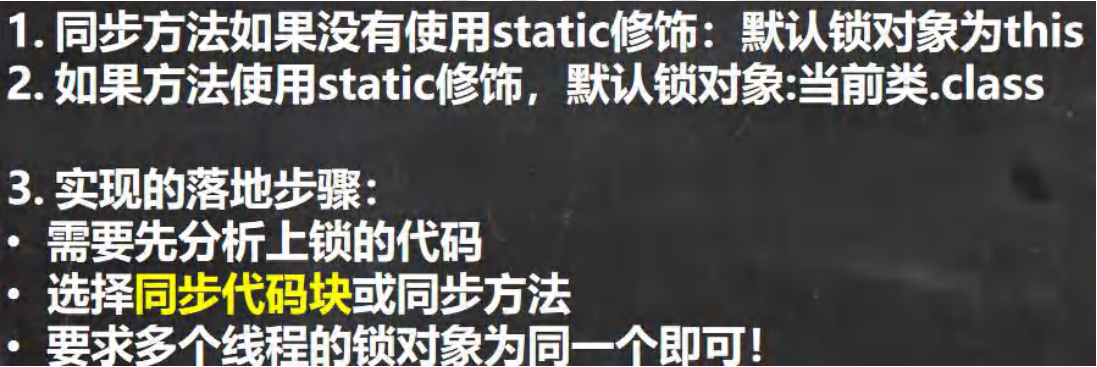 1. 同步方法如果没有使用static修饰：默认锁对象为this
2. 如果方法使用static修饰，默认锁对象:当前类.class
3. 实现的落地步骤：
• 需要先分析上锁的代码
• 选择同步代码块或同步方法
• 要求多个线程的锁对象为同一个即可！